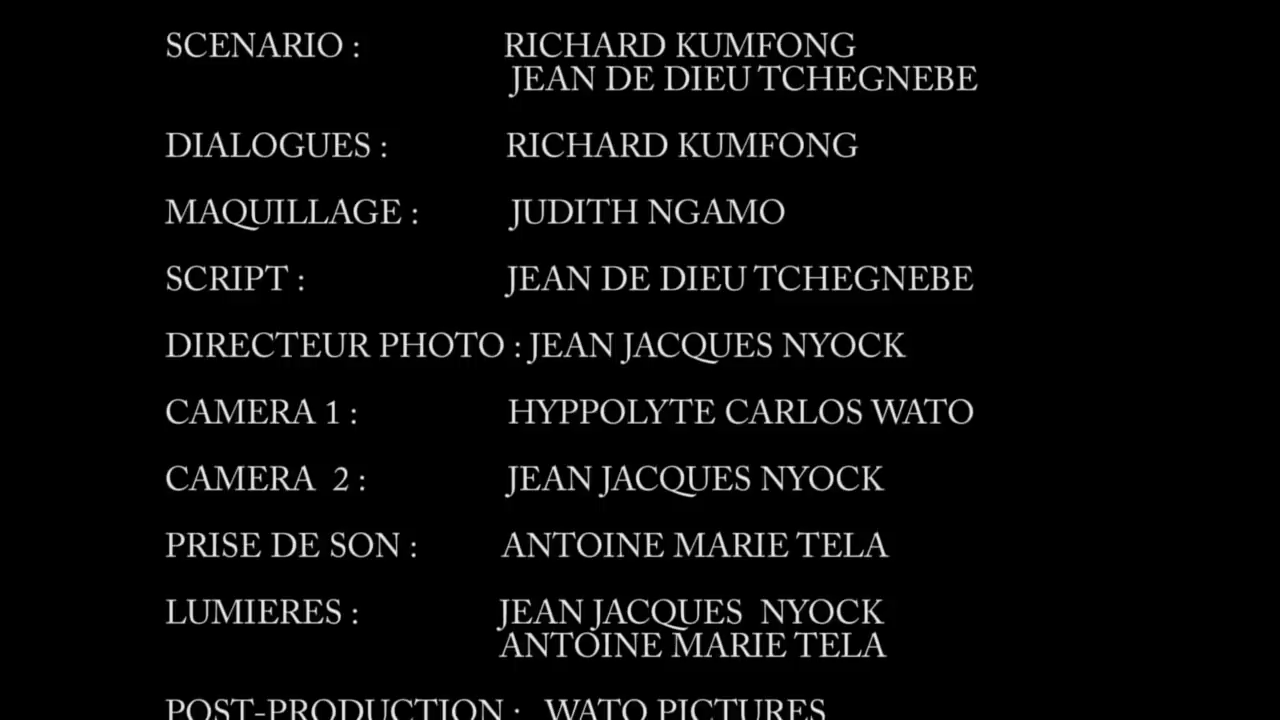 SCENARIO : RICHARD KUMFONG
JEAN DE DIEU TCHEGNEBE
DIALOGUES : RICHARD KUMFONG
MAQUILLAGE : JUDITH NGAMO
SCRIPT : JEAN DE DIEU TCHEGNEBE
DIRECTEUR PHOTO : JEAN JACQUES NYOCK
CAMERA 1 : HYPPOLYTE CARLOS WATO
CAMERA 2 : JEAN JACQUES NYOCK
PRISE DE SON : ANTOINE MARIE TELA
LUMIERES : JEAN JACQUES NYOCK
ANTOINE MARIE TELA
POST-PRODUCTION : WATO PICTURES